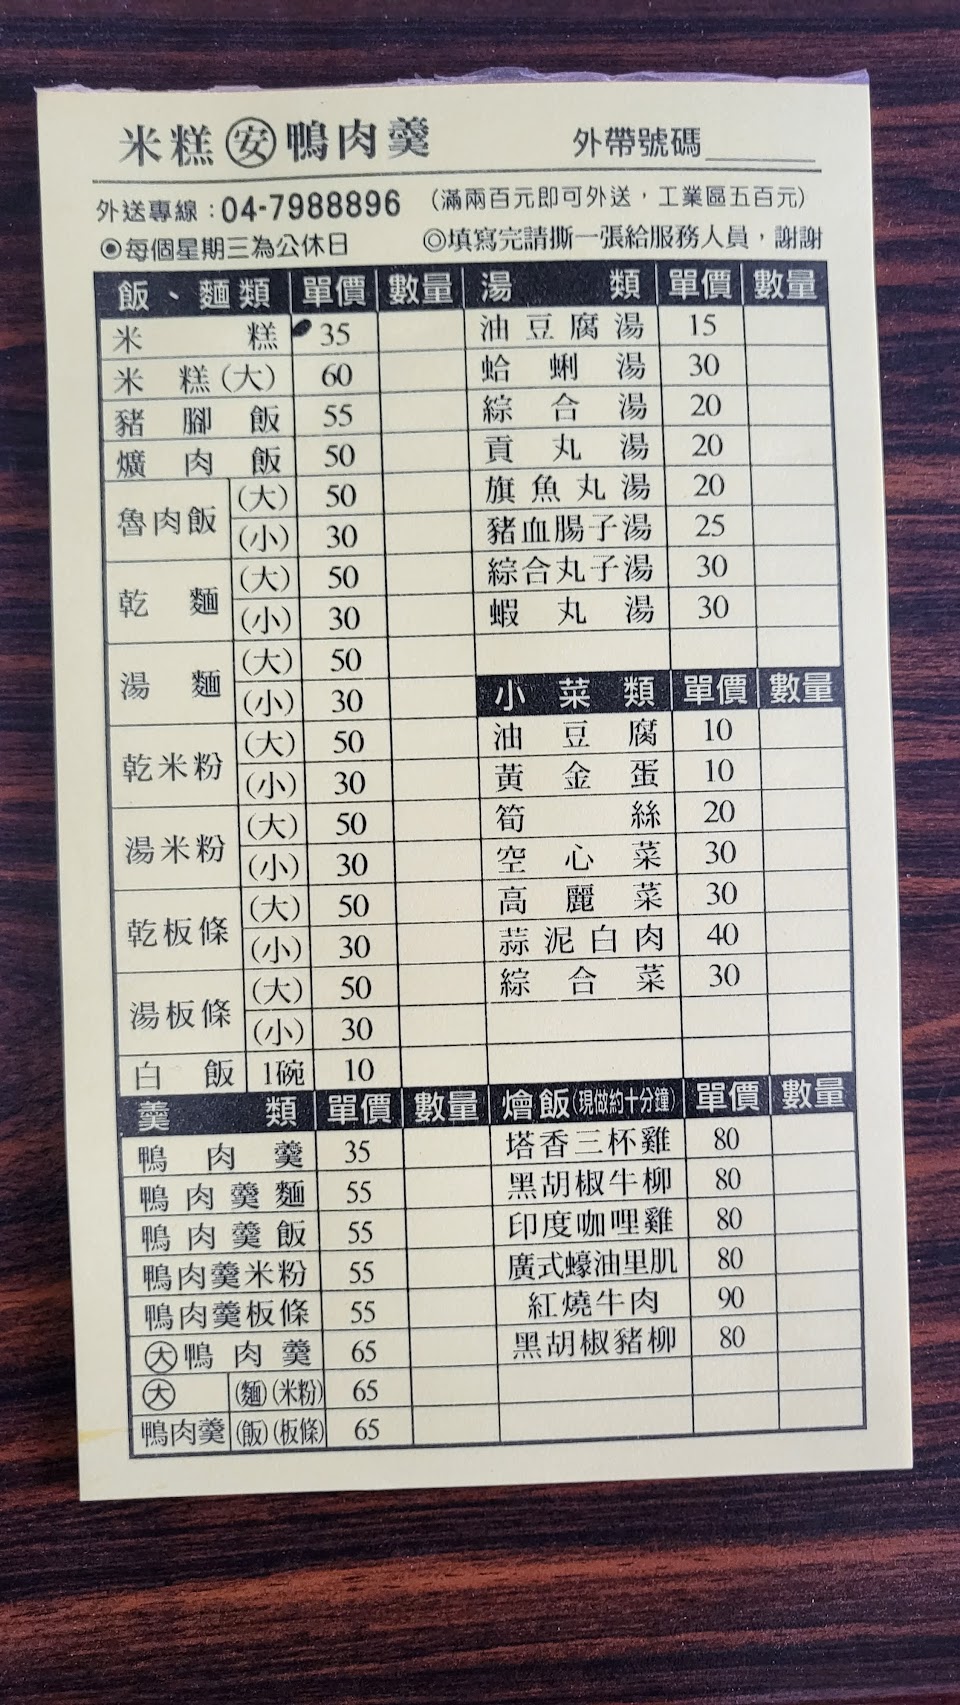 米糕㊛鴨肉羹 外帶號碼
外送專線：04-7988896 (滿兩百元即可外送，工業區五百元)
◉每個星期三為公休日 ◎填寫完請撕一張給服務人員，謝謝
飯、麵類 單價 數量
米糕 35
米糕(大) 60
豬腳飯 55
爌肉飯 50
魯肉飯 (大) 50
(小) 30
乾麵 (大) 50
(小) 30
湯麵 (大) 50
(小) 30
乾米粉 (大) 50
(小) 30
湯米粉 (大) 50
(小) 30
乾板條 (大) 50
(小) 30
湯板條 (大) 50
(小) 30
白飯 1碗 10
湯類 單價 數量
油豆腐湯 15
蛤蜊湯 30
綜合湯 20
貢丸湯 20
旗魚丸湯 20
豬血腸子湯 25
綜合丸子湯 30
蝦丸湯 30
小菜類 單價 數量
油豆腐 10
黃金蛋 10
筍絲 20
空心菜 30
高麗菜 30
蒜泥白肉 40
綜合菜 30
羹類 單價 數量
鴨肉羹 35
鴨肉羹麵 55
鴨肉羹飯 55
鴨肉羹米粉 55
鴨肉羹板條 55
大鴨肉羹 65
大 (麵)(米粉) 65
鴨肉羹 (飯)(板條) 65
燴飯(現做約十分鐘) 單價 數量
塔香三杯雞 80
黑胡椒牛柳 80
印度咖哩雞 80
廣式蠔油里肌 80
紅燒牛肉 90
黑胡椒豬柳 80